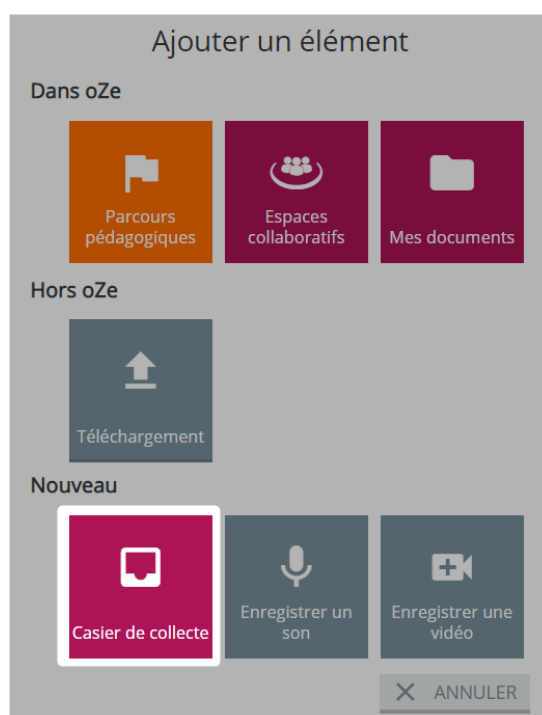 Ajouter un élément
Dans oZe
Parcours
pédagogiques
Espaces
collaboratifs
Mes documents
Hors oZe
Téléchargement
Nouveau
Casier de collecte
Enregistrer un
son
Enregistrer une
vidéo
ANNULER